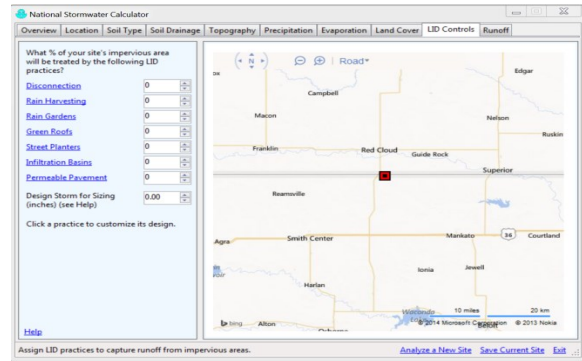 National Stormwater Calculator
Overview Location Soil Type Soil Drainage Topography Precipitation Evaporation Land Cover LID Controls Runoff
What % of your site's impervious
area will be treated by the following LID
practices?
Disconnection 0
Rain Harvesting 0
Rain Gardens 0
Green Roofs 0
Street Planters 0
Infiltration Basins 0
Permeable Pavement 0
Design Storm for Sizing 0.00
(inches) (see Help)
Click a practice to customize its design.
Help
N Road
Edgar
Campbell
Macon
Nelson
Ruskin
Franklin
Red Cloud
Guide Rock
Superior
Reamsville
Agra
Smith Center
Mankato
36
Courtland
Ionia
Jewell
Harlan
10 miles 20 km
bing
Alton
© 2014 Microsoft Corporation © 2013 Nokia
Assign LID practices to capture runoff from impervious areas.
Analyze a New Site Save Current Site Exit